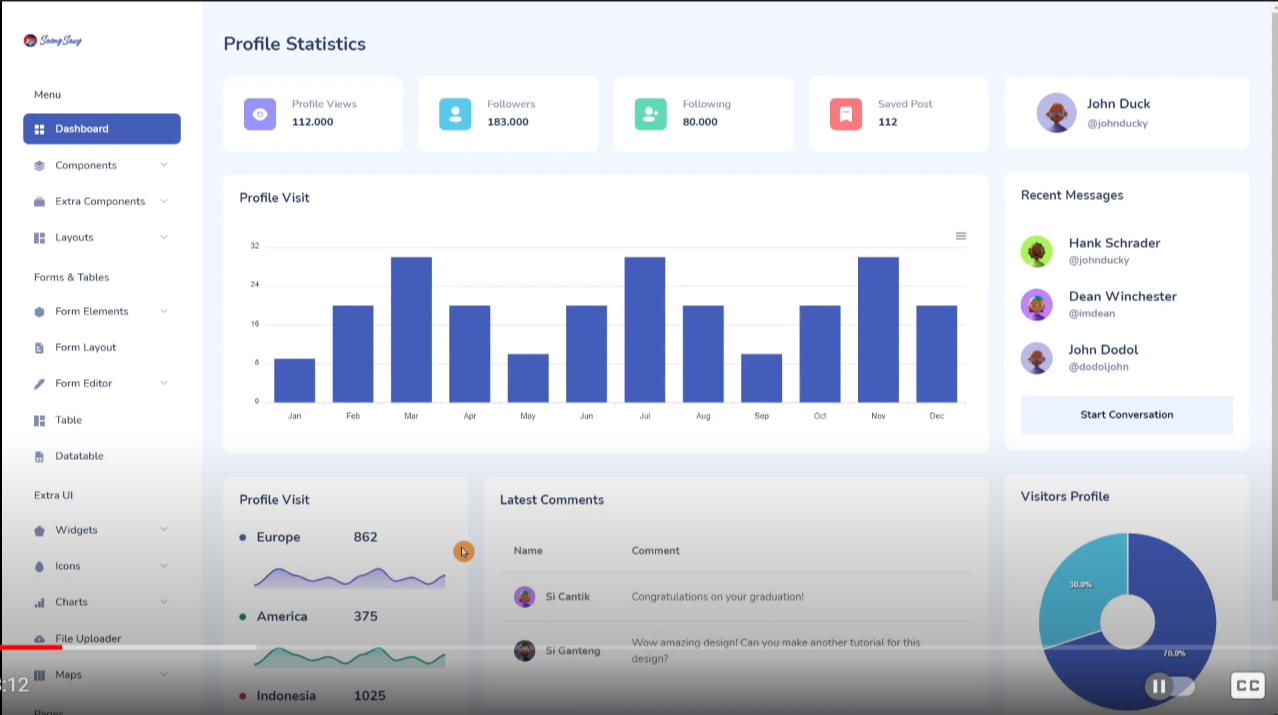 Soeng Souy
Menu
Dashboard
Components
Extra Components
Layouts
Forms & Tables
Form Elements
Form Layout
Form Editor
Table
Datatable
Extra UI
Widgets
Icons
Charts
File Uploader
Maps
Pages
:12
Profile Statistics
Profile Views
112.000
Followers
183.000
Following
80.000
Saved Post
112
John Duck
@johnducky
Profile Visit
32
24
16
8
0
Jan Feb Mar Apr May Jun Jul Aug Sep Oct Nov Dec
Recent Messages
Hank Schrader
@johnducky
Dean Winchester
@imdean
John Dodol
@dodoljohn
Start Conversation
Profile Visit
Europe 862
America 375
Indonesia 1025
Latest Comments
Name Comment
Si Cantik Congratulations on your graduation!
Si Ganteng Wow amazing design! Can you make another tutorial for this
design?
Visitors Profile
30.0%
70.0%
CC